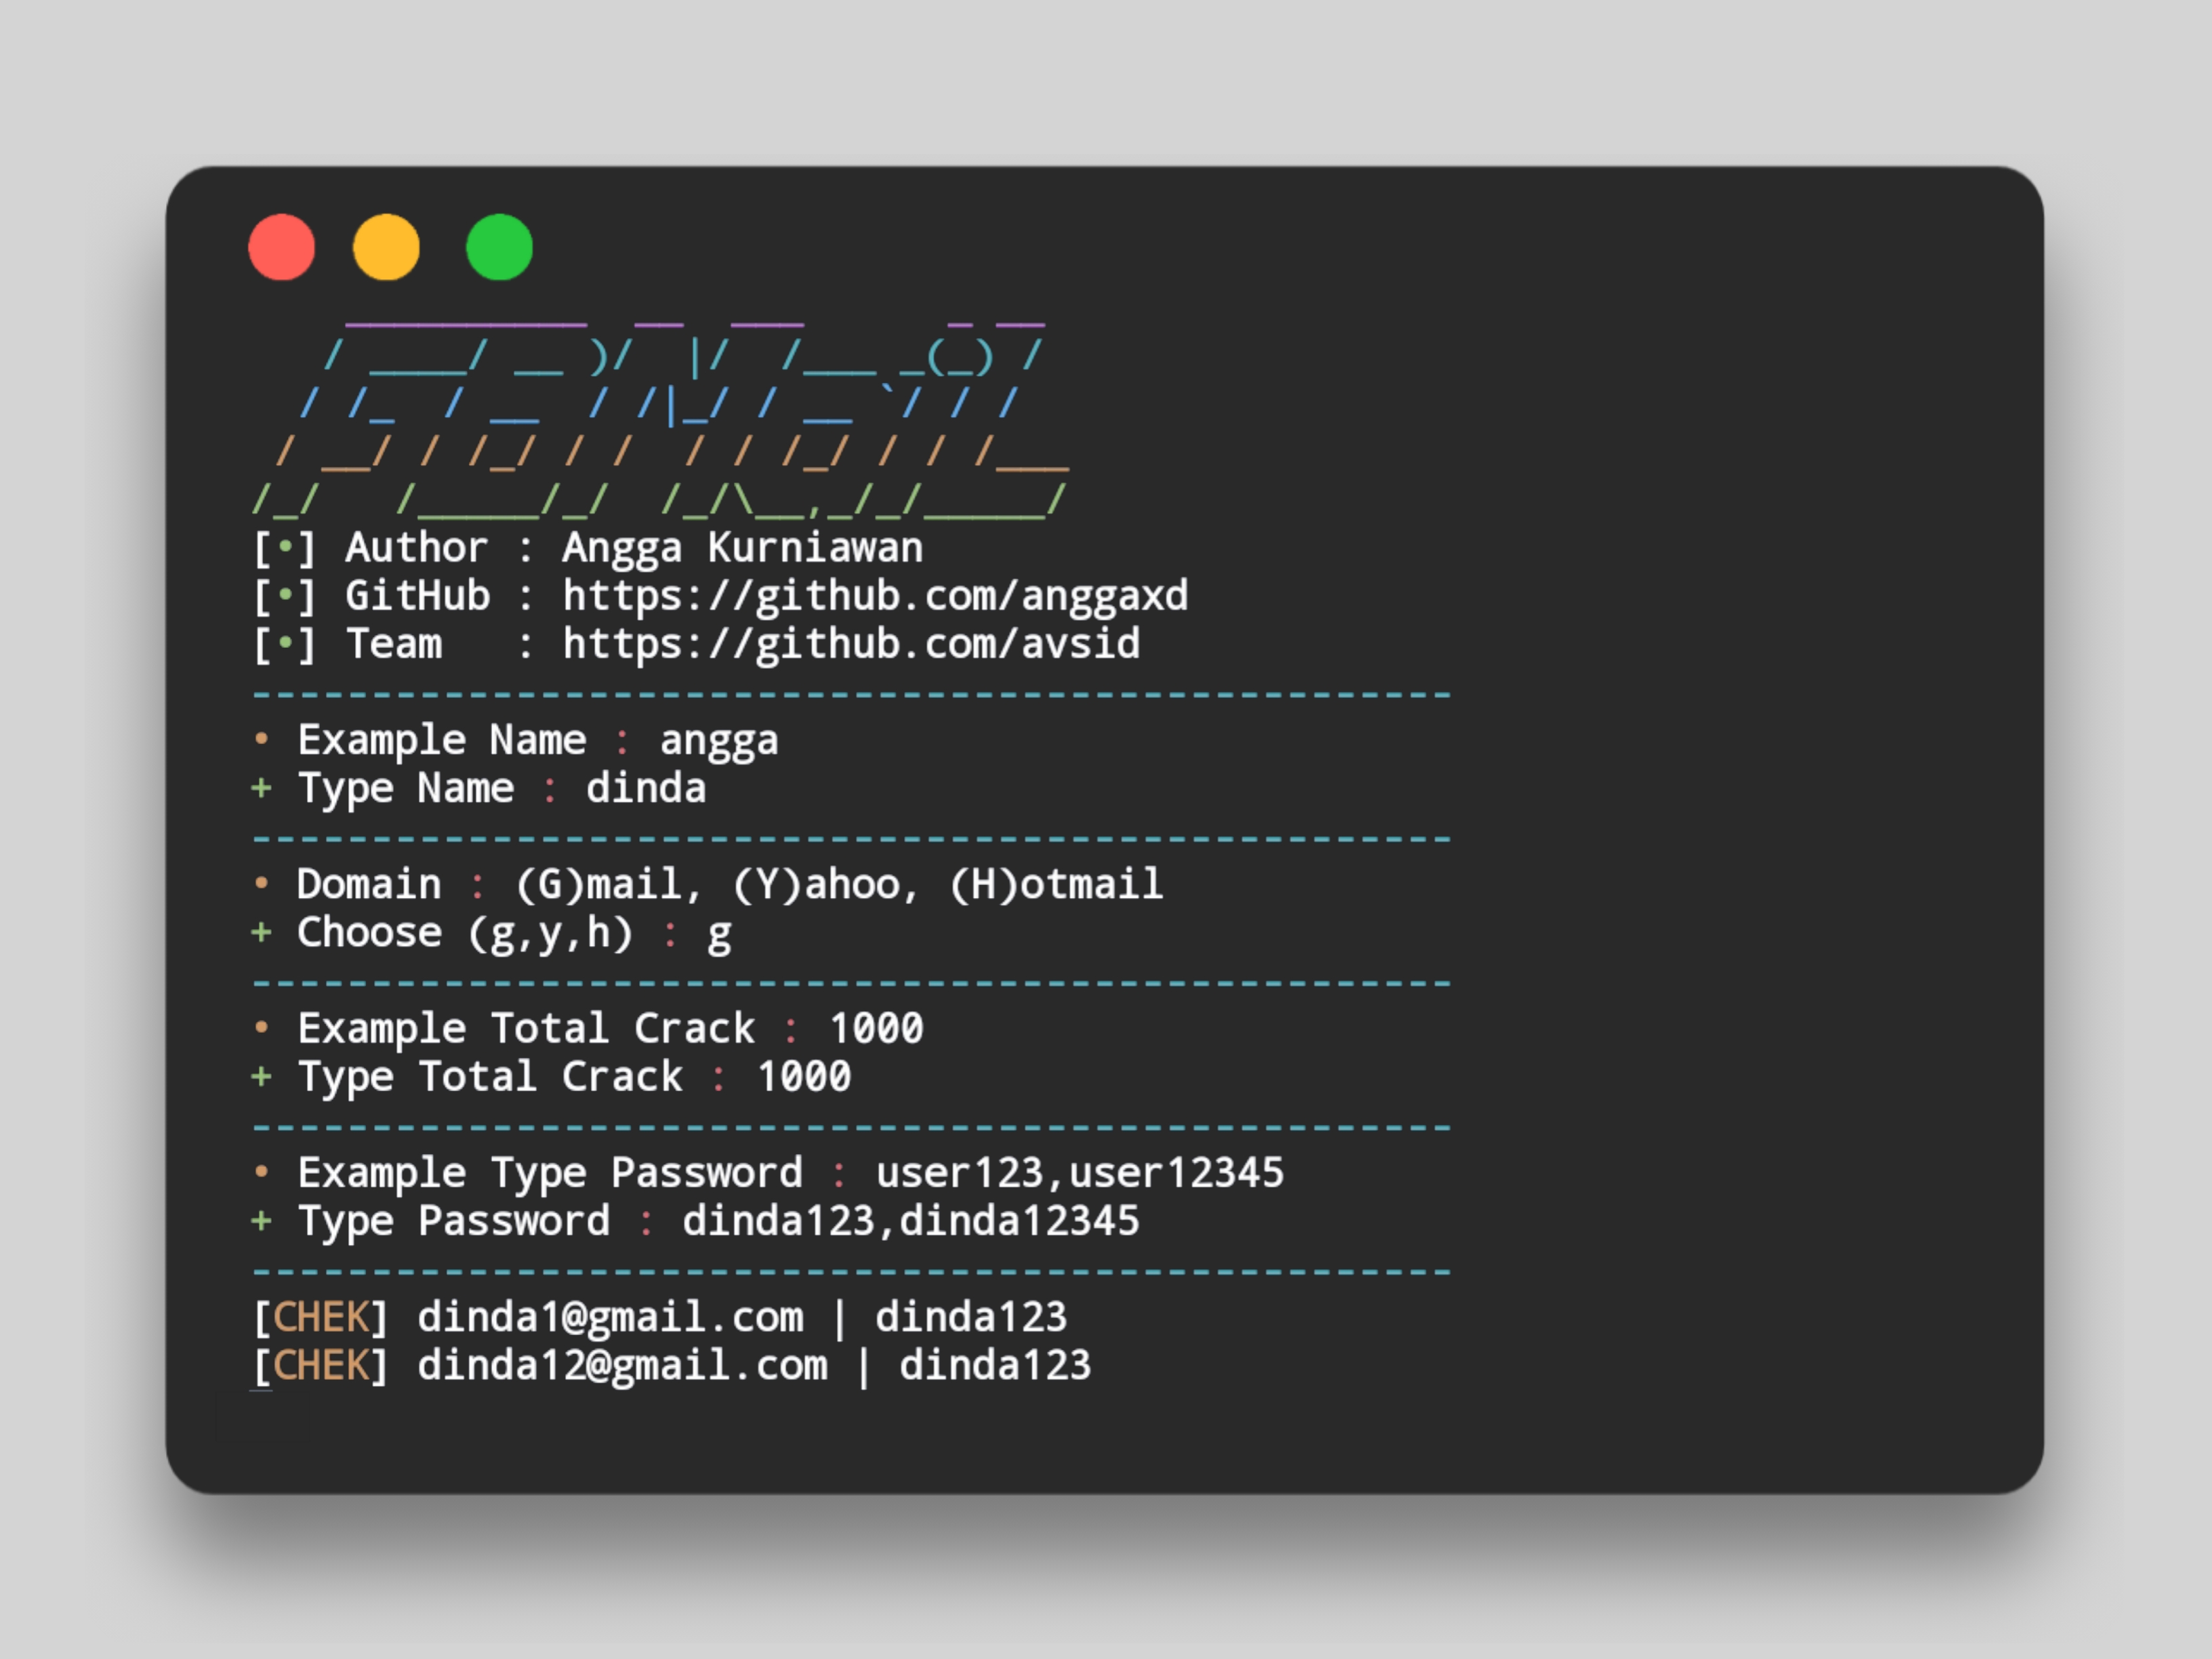 FBMaiL
[•] Author : Angga Kurniawan
[•] GitHub : https://github.com/anggaxd
[•] Team   : https://github.com/avsid
--------------------------------------------------
• Example Name : angga
+ Type Name : dinda
--------------------------------------------------
• Domain : (G)mail, (Y)ahoo, (H)otmail
+ Choose (g,y,h) : g
--------------------------------------------------
• Example Total Crack : 1000
+ Type Total Crack : 1000
--------------------------------------------------
• Example Type Password : user123,user12345
+ Type Password : dinda123,dinda12345
--------------------------------------------------
[CHEK] dinda1@gmail.com | dinda123
[CHEK] dinda12@gmail.com | dinda123